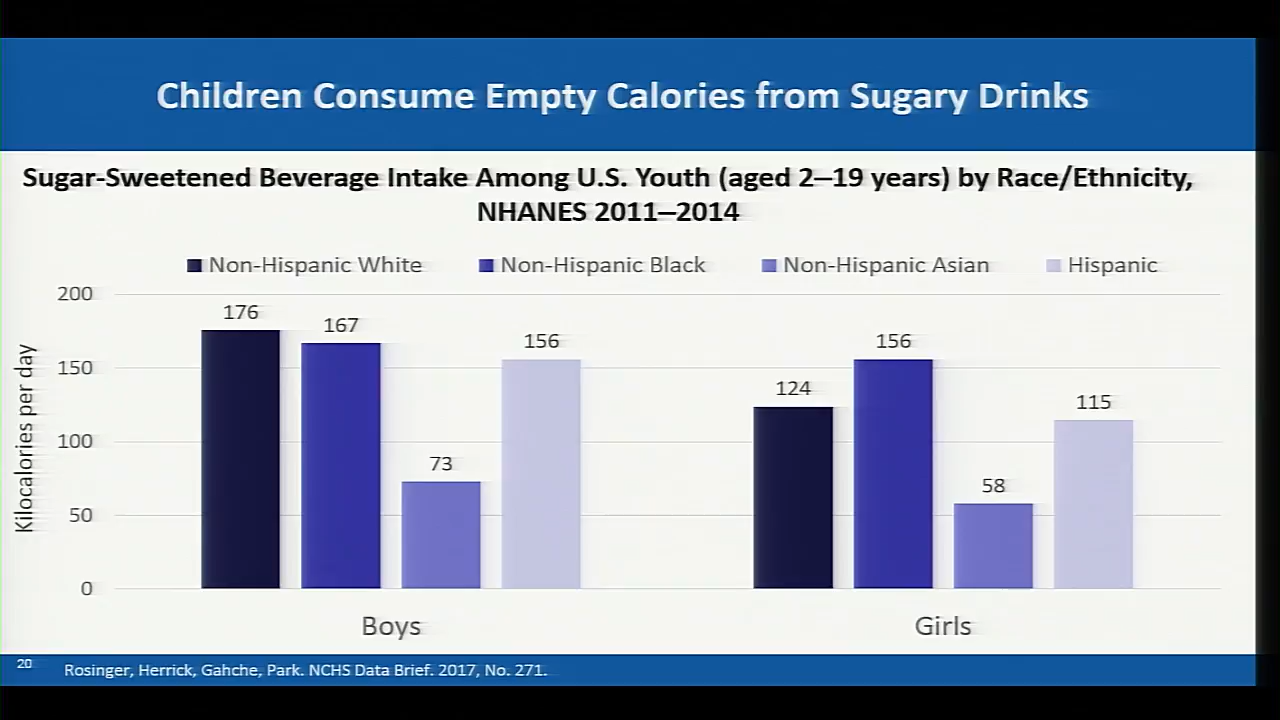 Children Consume Empty Calories from Sugary Drinks
Sugar-Sweetened Beverage Intake Among U.S. Youth (aged 2–19 years) by Race/Ethnicity,
NHANES 2011–2014
Non-Hispanic White
Non-Hispanic Black
Non-Hispanic Asian
Hispanic
Kilocalories per day
200
150
100
50
0
176
167
73
156
124
156
58
115
Boys
Girls
20
Rosinger, Herrick, Gahche, Park. NCHS Data Brief. 2017, No. 271.